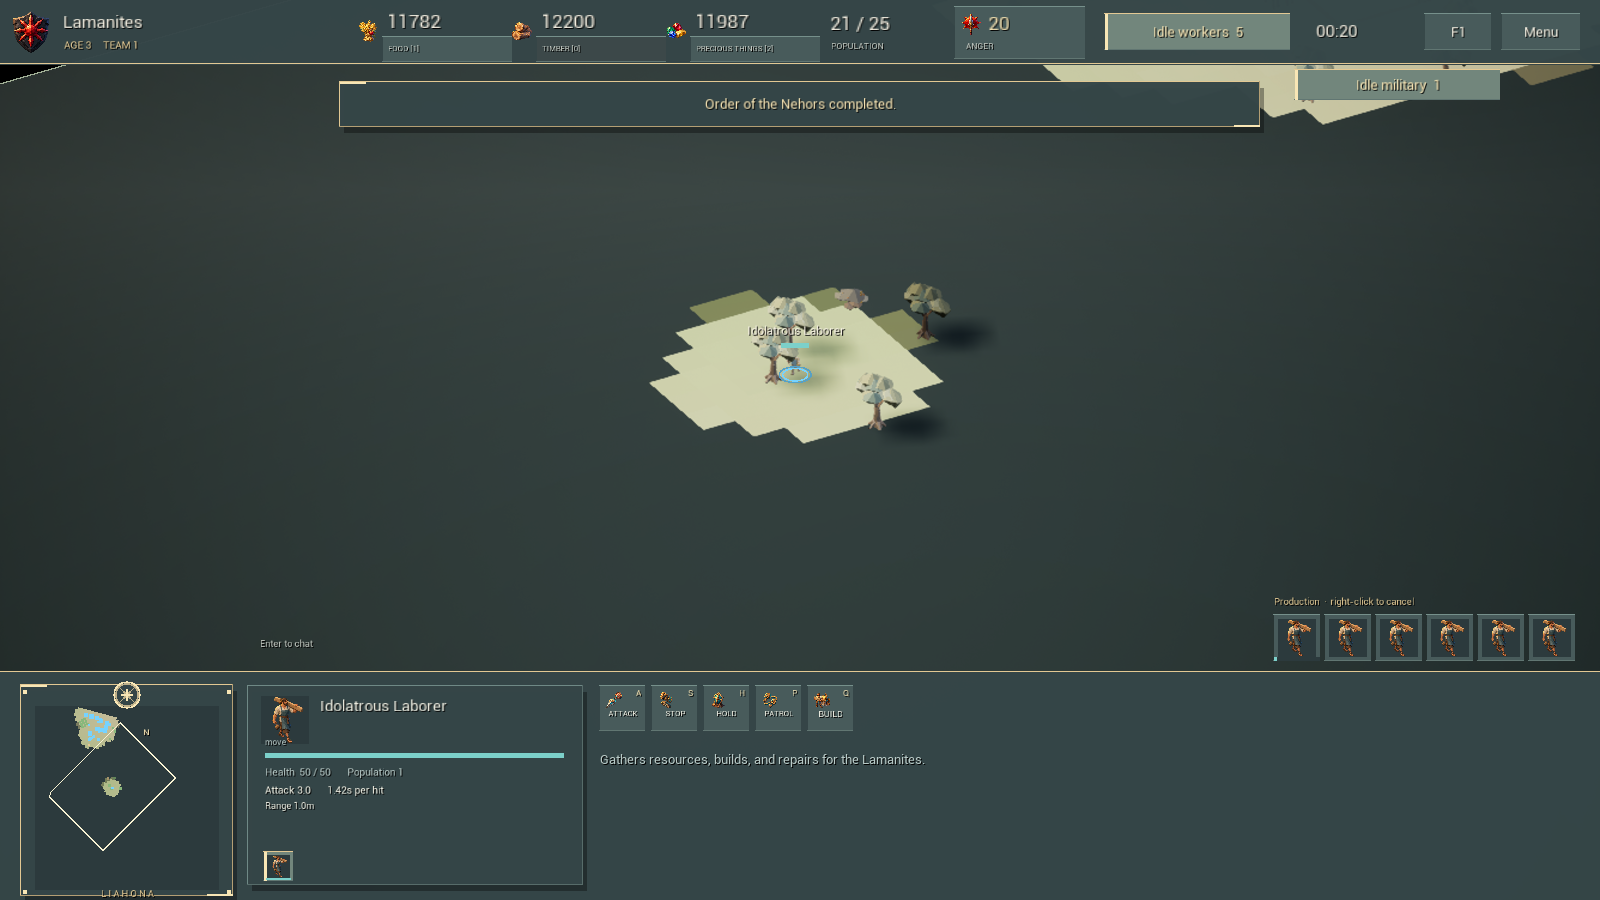 Lamanites
AGE 3 TEAM 1
11782
FOOD [1]
12200
TIMBER [0]
11987
PRECIOUS THINGS [2]
21 / 25
POPULATION
20
ANGER
Idle workers 5
00:20
F1
Menu
Idle military 1
Order of the Nehors completed.
Idolatrous Laborer
Production · right-click to cancel
Enter to chat
N
LIAHONA
Idolatrous Laborer
move
Health 50 / 50 Population 1
Attack 3.0 1.42s per hit
Range 1.0m
A
ATTACK
S
STOP
H
HOLD
P
PATROL
Q
BUILD
Gathers resources, builds, and repairs for the Lamanites.